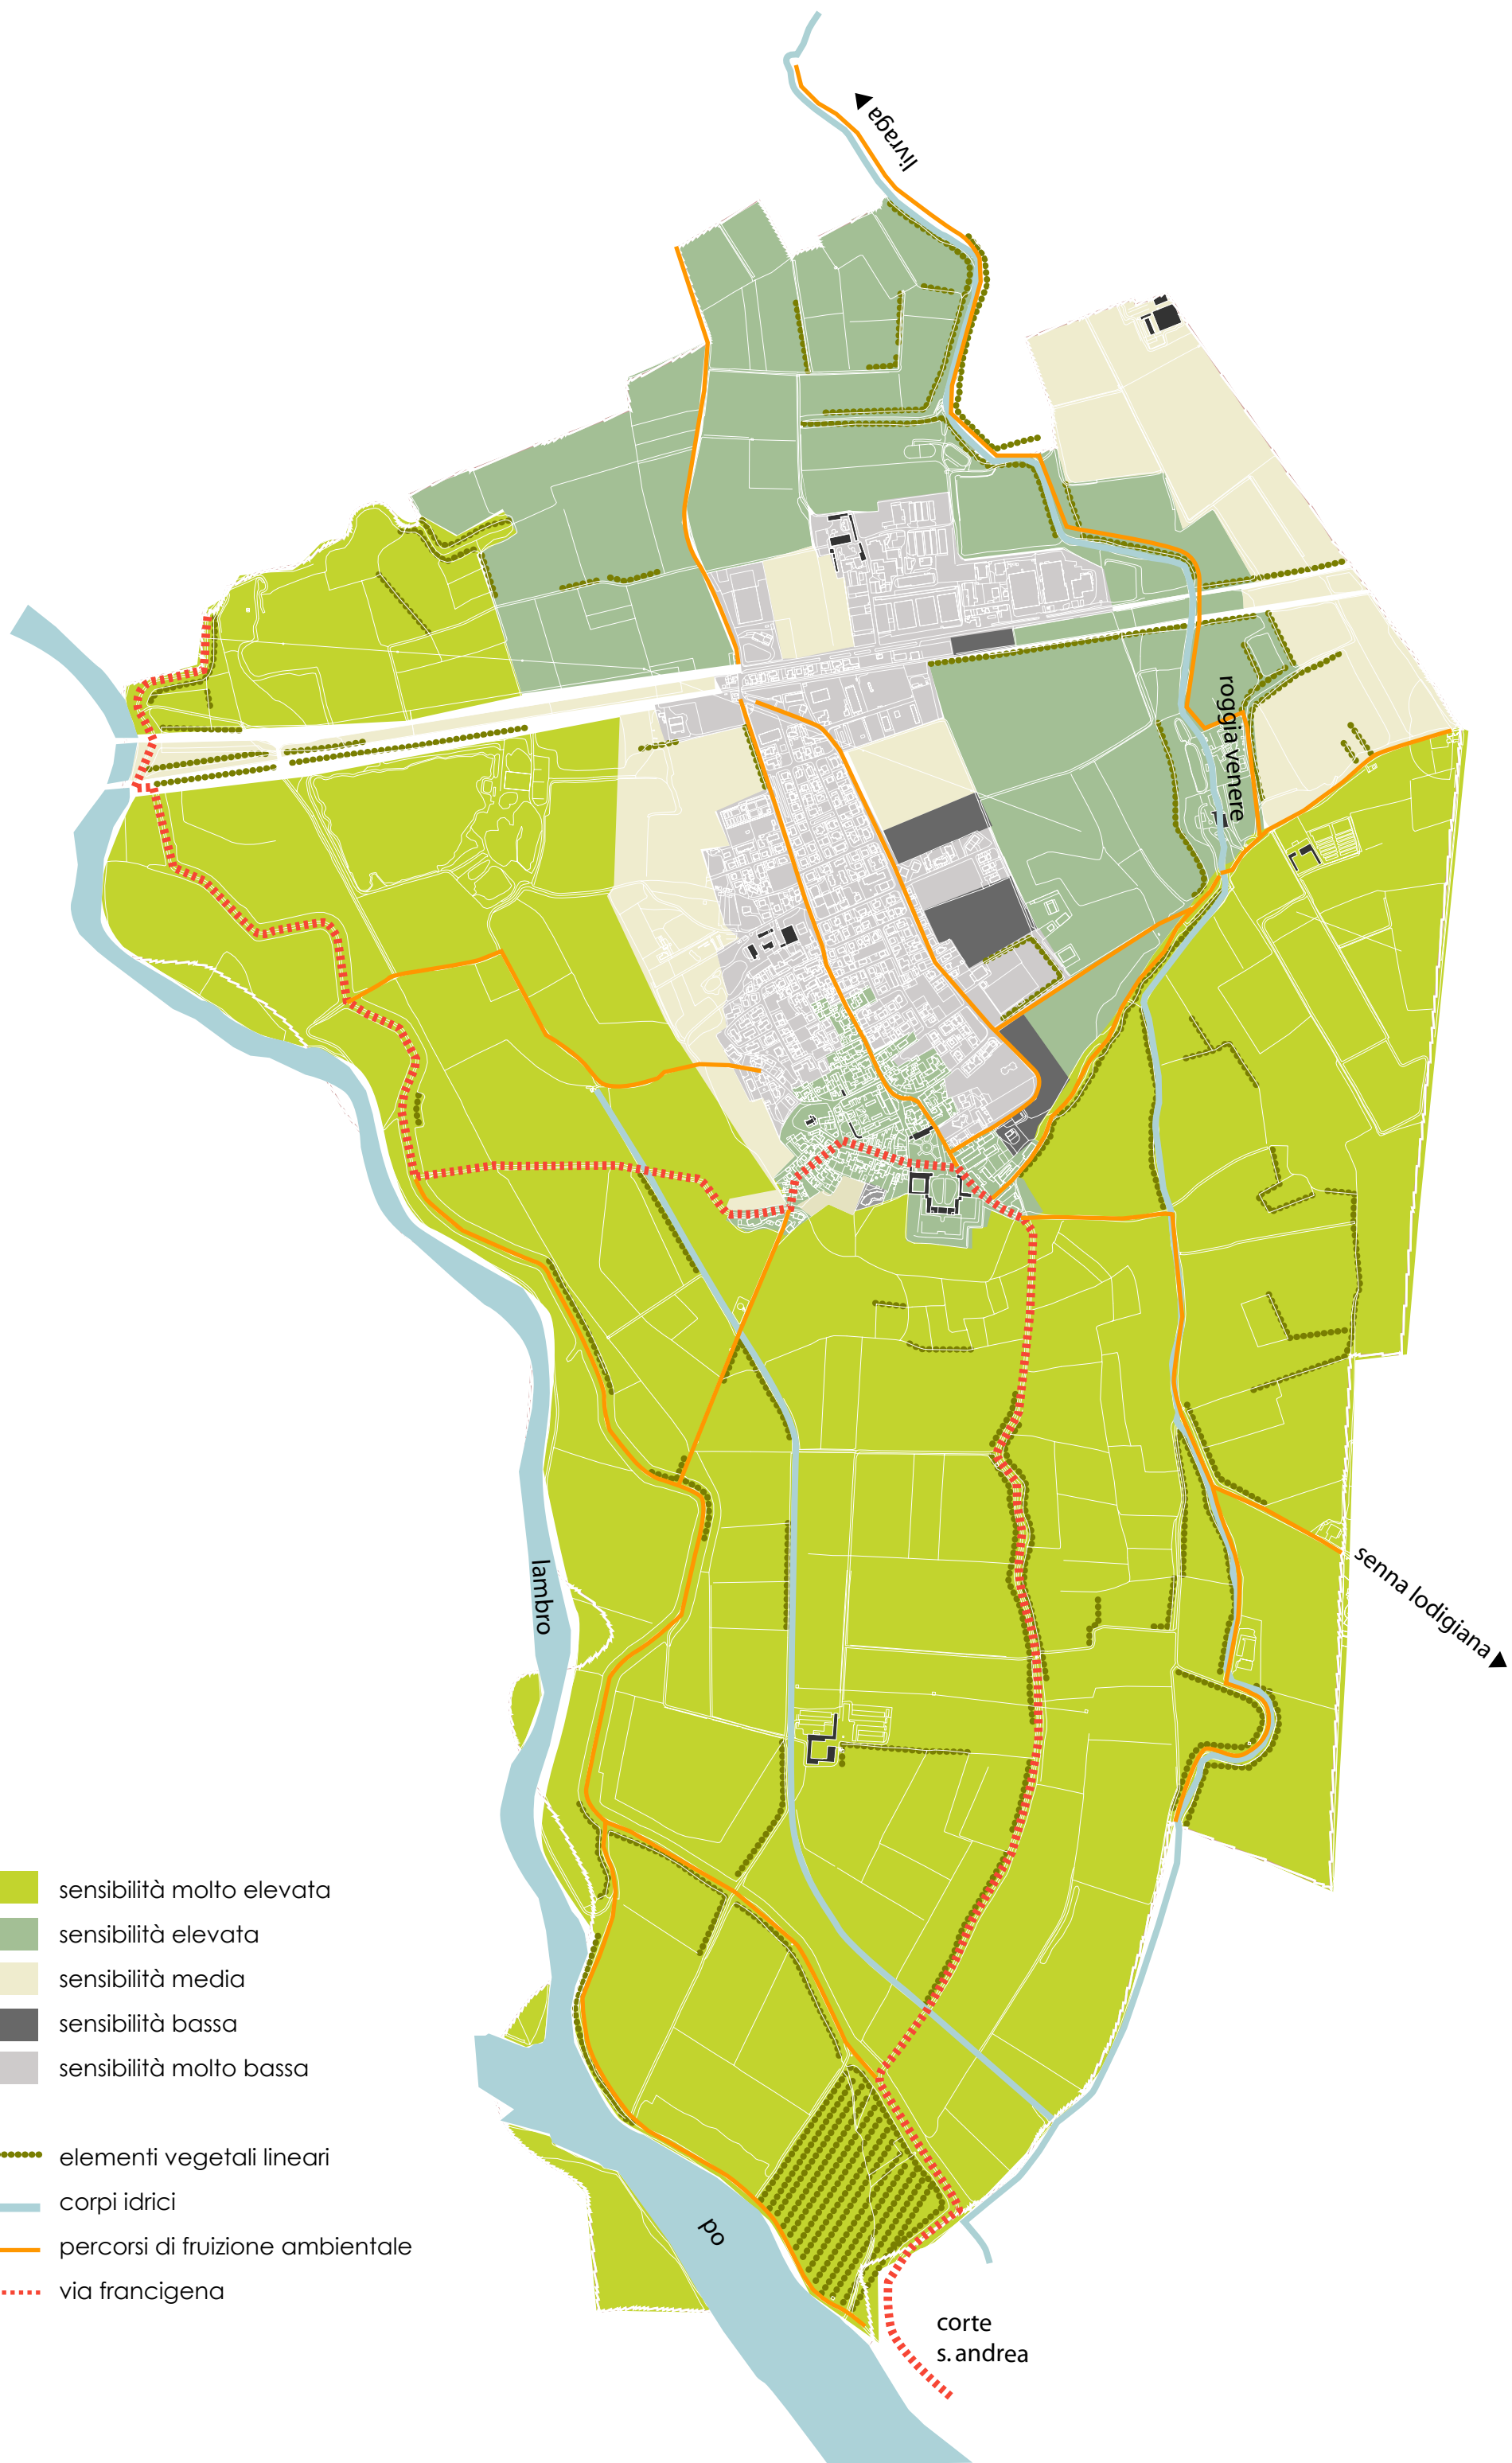 livraga
roggia venere
lambro
senna lodigiana
sensibilità molto elevata
sensibilità elevata
sensibilità media
sensibilità bassa
sensibilità molto bassa
elementi vegetali lineari
corpi idrici
percorsi di fruizione ambientale
via francigena
po
corte
s. andrea